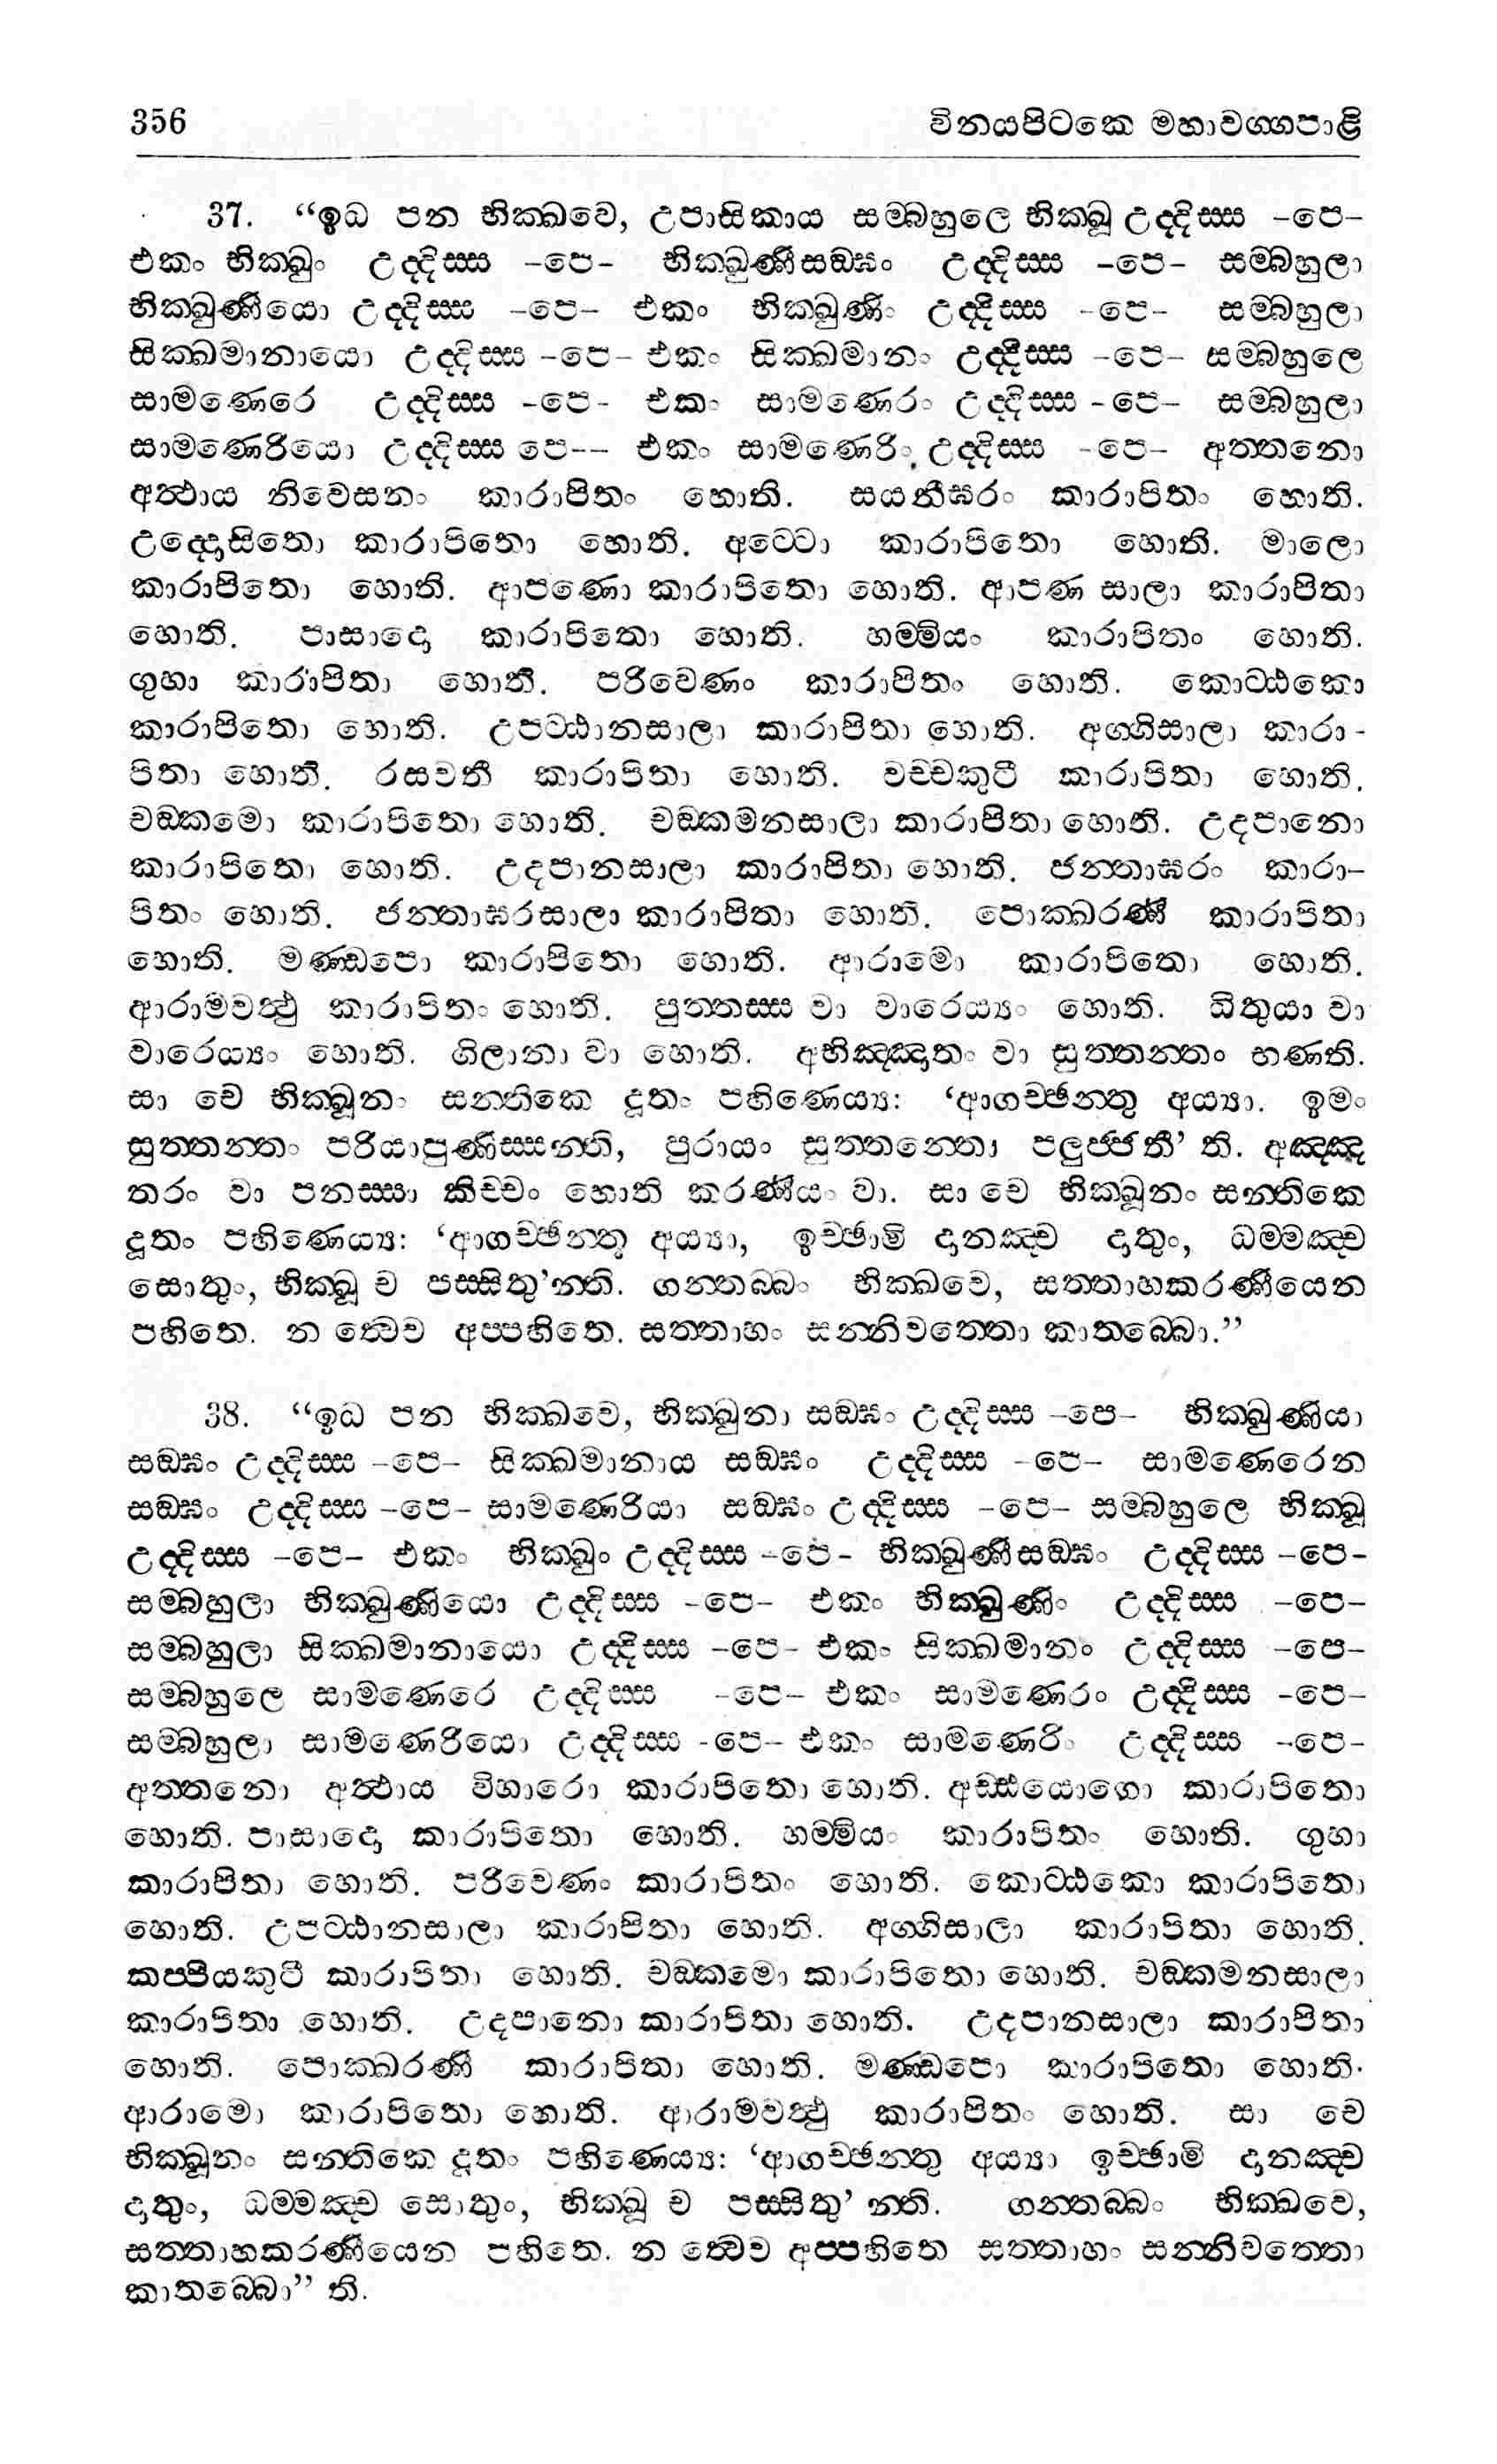 356 විනයපිටකෙ මහාවග්ගපාළි
37. “ඉධ පන භික්ඛවෙ, උපාසිකාය සම්බහුලෙ භික්ඛූ උද්දිස්ස -පෙ-
එකං භික්ඛුං උද්දිස්ස -පෙ- භික්ඛුණීසඞ්ඝං උද්දිස්ස -පෙ- සම්බහුලා
භික්ඛුණියො උද්දිස්ස -පෙ- එකං භික්ඛුණිං උද්දිස්ස -පෙ- සම්බහුලා
සික්ඛමානායො උද්දිස්ස -පෙ- එකං සික්ඛමානං උද්දිස්ස -පෙ- සම්බහුලෙ
සාමණෙරෙ උද්දිස්ස -පෙ- එකං සාමණෙරං උද්දිස්ස -පෙ- සම්බහුලා
සාමණෙරියො උද්දිස්ස පෙ-- එකං සාමණෙරිං උද්දිස්ස -පෙ- අත්තනො
අත්ථාය නිවෙසනං කාරාපිතං හොති. සයනීඝරං කාරාපිතං හොති.
උද්දොසිතො කාරාපිතො හොති. අට්ටො කාරාපිතො හොති. මාලො
කාරාපිතො හොති. ආපණො කාරාපිතො හොති. ආපණ සාලා කාරාපිතා
හොති. පාසාදො කාරාපිතො හොති. හම්මියං කාරාපිතං හොති.
ගුහා කාරාපිතා හොති. පරිවෙණං කාරාපිතං හොති. කොට්ඨකො
කාරාපිතො හොති. උපට්ඨානසාලා කාරාපිතා හොති. අග්ගිසාලා කාරා-
පිතා හොති. රසවතී කාරාපිතා හොති. වච්චකුටී කාරාපිතා හොති.
චඞ්කමො කාරාපිතො හොති. චඞ්කමනසාලා කාරාපිතා හොති. උදපානො
කාරාපිතො හොති. උදපානසාලා කාරාපිතා හොති. ජන්තාඝරං කාරා-
පිතං හොති. ජන්තාඝරසාලා කාරාපිතා හොති. පොක්ඛරණී කාරාපිතා
හොති. මණ්ඩපො කාරාපිතො හොති. ආරාමො කාරාපිතො හොති.
ආරාමවත්ථු කාරාපිතං හොති. පුත්තස්ස වා වාරෙය්‍යං හොති. ධීතුයා වා
වාරෙය්‍යං හොති. ගිලානා වා හොති. අභිඤ්ඤාතං වා සුත්තන්තං භණති.
සා චෙ භික්ඛූනං සන්තිකෙ දූතං පහිණෙය්‍ය: ‘ආගච්ඡන්තු අය්‍යා. ඉමං
සුත්තන්තං පරියාපුණිස්සන්ති, පුරායං සුත්තන්තො පලුජ්ජතී’ ති. අඤ්ඤ
තරං වා පනස්සා කිච්චං හොති කරණීයං වා. සා චෙ භික්ඛූනං සන්තිකෙ
දූතං පහිණෙය්‍ය: ‘ආගච්ඡන්තු අය්‍යා, ඉච්ඡාමි දානඤ්ච දාතුං, ධම්මඤ්ච
සොතුං, භික්ඛූ ච පස්සිතු’න්ති. ගන්තබ්බං භික්ඛවෙ, සත්තාහකරණීයෙන
පහිතෙ. න ත්වෙව අප්පහිතෙ. සත්තාහං සන්නිවත්තො කාතබ්බො.”
38. “ඉධ පන භික්ඛවෙ, භික්ඛුනා සඞ්ඝං උද්දිස්ස -පෙ- භික්ඛුණියා
සඞ්ඝං උද්දිස්ස -පෙ- සික්ඛමානාය සඞ්ඝං උද්දිස්ස -පෙ- සාමණෙරෙන
සඞ්ඝං උද්දිස්ස -පෙ- සාමණෙරියා සඞ්ඝං උද්දිස්ස -පෙ- සම්බහුලෙ භික්ඛූ
උද්දිස්ස -පෙ- එකං භික්ඛුං උද්දිස්ස -පෙ- භික්ඛුණීසඞ්ඝං උද්දිස්ස -පෙ-
සම්බහුලා භික්ඛුණියො උද්දිස්ස -පෙ- එකං භික්ඛුණිං උද්දිස්ස -පෙ-
සම්බහුලා සික්ඛමානායො උද්දිස්ස -පෙ- එකං සික්ඛමානං උද්දිස්ස -පෙ-
සම්බහුලෙ සාමණෙරෙ උද්දිස්ස -පෙ- එකං සාමණෙරං උද්දිස්ස -පෙ-
සම්බහුලා සාමණෙරියො උද්දිස්ස -පෙ- එකං සාමණෙරිං උද්දිස්ස -පෙ-
අත්තනො අත්ථාය විහාරො කාරාපිතො හොති. අඩ්ඪයොගො කාරාපිතො
හොති. පාසාදො කාරාපිතො හොති. හම්මියං කාරාපිතං හොති. ගුහා
කාරාපිතා හොති. පරිවෙණං කාරාපිතං හොති. කොට්ඨකො කාරාපිතො
හොති. උපට්ඨානසාලා කාරාපිතා හොති. අග්ගිසාලා කාරාපිතා හොති.
කප්පියකුටී කාරාපිතා හොති. චඞ්කමො කාරාපිතො හොති. චඞ්කමනසාලා
කාරාපිතා හොති. උදපානො කාරාපිතා හොති. උදපානසාලා කාරාපිතා
හොති. පොක්ඛරණී කාරාපිතා හොති. මණ්ඩපො කාරාපිතො හොති.
ආරාමො කාරාපිතො හොති. ආරාමවත්ථු කාරාපිතං හොති. සා චෙ
භික්ඛූනං සන්තිකෙ දූතං පහිණෙය්‍ය: ‘ආගච්ඡන්තු අය්‍යා ඉච්ඡාමි දානඤ්ච
දාතුං, ධම්මඤ්ච සොතුං, භික්ඛූ ච පස්සිතු’ න්ති. ගන්තබ්බං භික්ඛවෙ,
සත්තාහකරණීයෙන පහිතෙ. න ත්වෙව අප්පහිතෙ සත්තාහං සන්නිවත්තො
කාතබ්බො” ති.